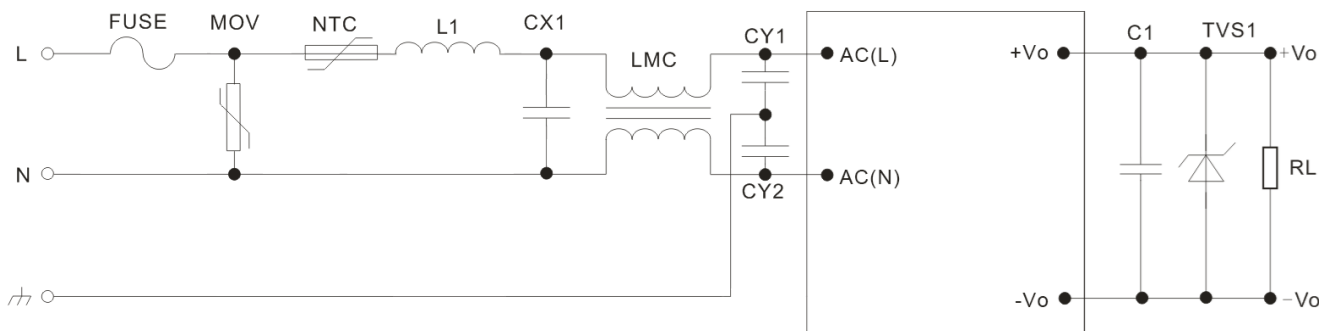 FUSE
MOV
NTC
L1
CX1
LMC
CY1
C1
TVS1
L
AC(L)
+Vo
+Vo
N
CY2
AC(N)
RL
-Vo
-Vo